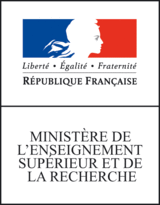 Liberté • Égalité • Fraternité
RÉPUBLIQUE FRANÇAISE
MINISTÈRE DE
L'ENSEIGNEMENT
SUPÉRIEUR ET DE
LA RECHERCHE